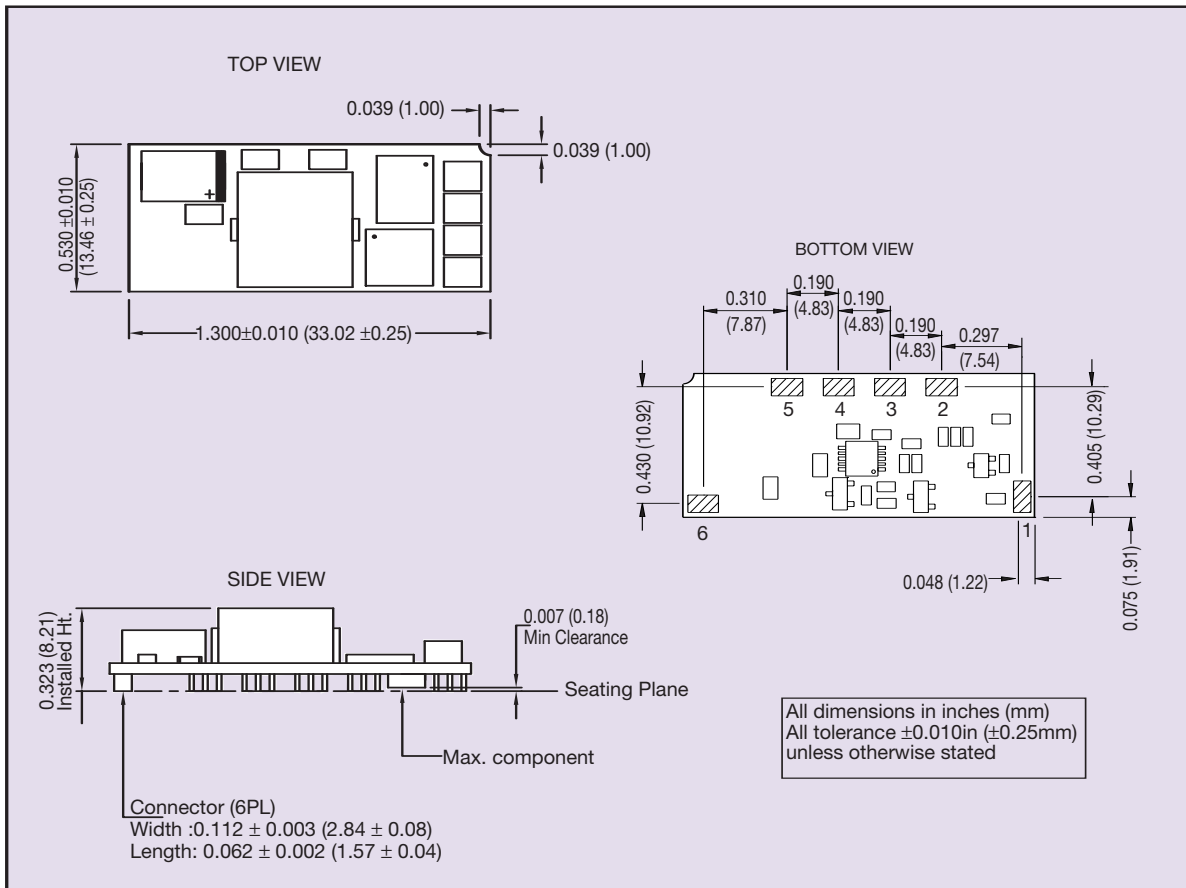 TOP VIEW
0.039 (1.00)
0.039 (1.00)
0.530 ±0.010
(13.46 ± 0.25)
+
1.300±0.010 (33.02 ±0.25)
BOTTOM VIEW
0.310
(7.87)
0.190
(4.83)
0.190
(4.83)
0.190
(4.83)
0.297
(7.54)
0.430 (10.92)
5
4
3
2
0.405 (10.29)
6
1
0.048 (1.22)
0.075 (1.91)
SIDE VIEW
0.323 (8.21)
Installed Ht.
0.007 (0.18)
Min Clearance
Seating Plane
Max. component
Connector (6PL)
Width :0.112 ± 0.003 (2.84 ± 0.08)
Length: 0.062 ± 0.002 (1.57 ± 0.04)
All dimensions in inches (mm)
All tolerance ±0.010in (±0.25mm)
unless otherwise stated